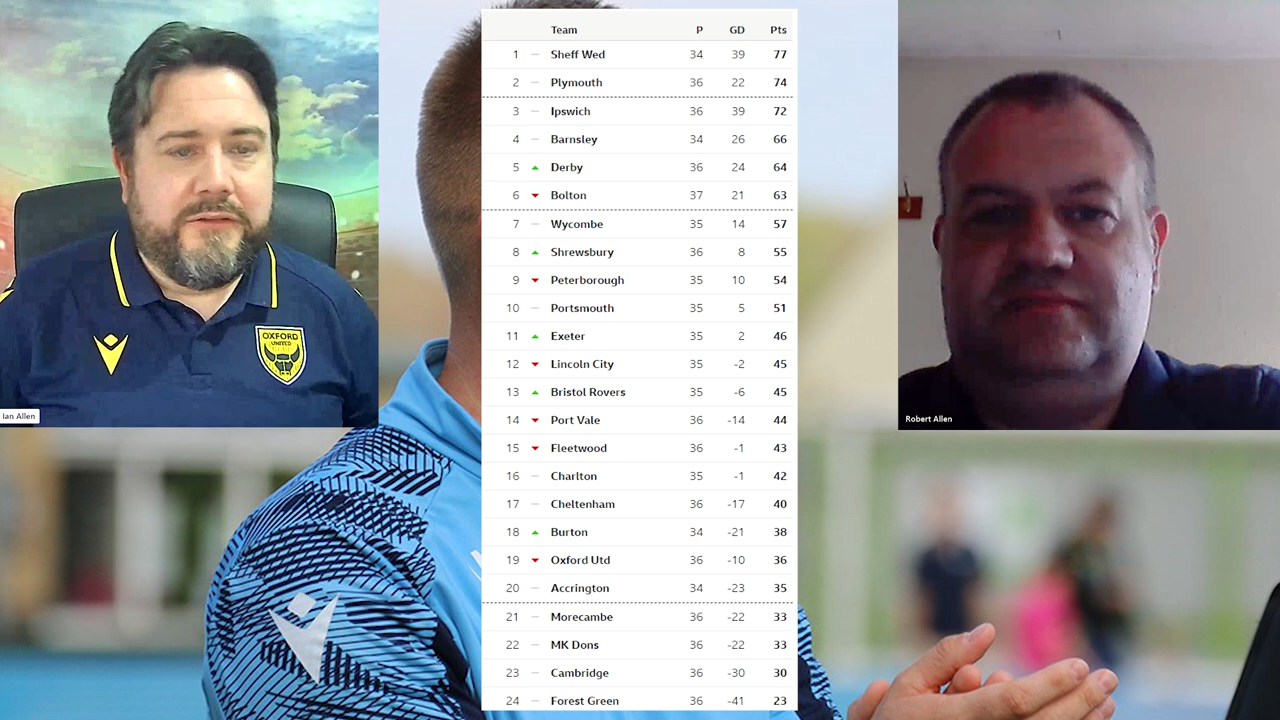 Team P GD Pts
1 Sheff Wed 34 39 77
2 Plymouth 36 22 74
3 Ipswich 36 39 72
4 Barnsley 34 26 66
5 Derby 36 24 64
6 Bolton 37 21 63
7 Wycombe 35 14 57
8 Shrewsbury 36 8 55
9 Peterborough 35 10 54
10 Portsmouth 35 5 51
11 Exeter 35 2 46
12 Lincoln City 35 -2 45
13 Bristol Rovers 35 -6 45
14 Port Vale 36 -14 44
15 Fleetwood 36 -1 43
16 Charlton 35 -1 42
17 Cheltenham 36 -17 40
18 Burton 34 -21 38
19 Oxford Utd 36 -10 36
20 Accrington 34 -23 35
21 Morecambe 36 -22 33
22 MK Dons 36 -22 33
23 Cambridge 36 -30 30
24 Forest Green 36 -41 23
OXFORD
UNITED
Ian Allen
Robert Allen